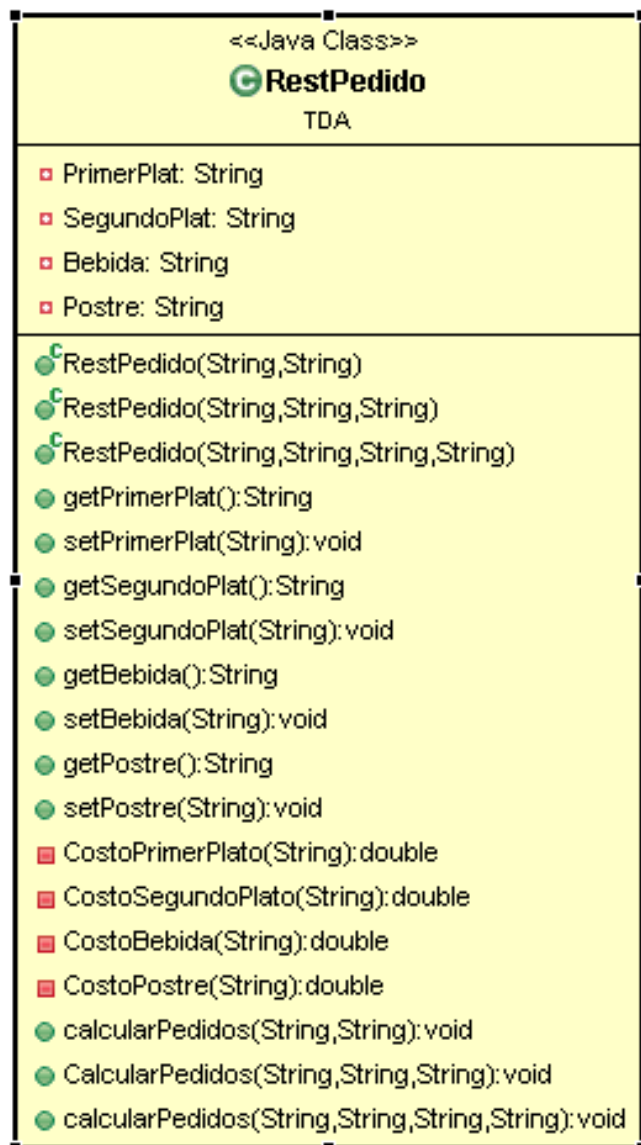 <<Java Class>>
RestPedido
TDA
PrimerPlat: String
SegundoPlat: String
Bebida: String
Postre: String
RestPedido(String,String)
RestPedido(String,String,String)
RestPedido(String,String,String,String)
getPrimerPlat():String
setPrimerPlat(String):void
getSegundoPlat():String
setSegundoPlat(String):void
getBebida():String
setBebida(String):void
getPostre():String
setPostre(String):void
CostoPrimerPlato(String):double
CostoSegundoPlato(String):double
CostoBebida(String):double
CostoPostre(String):double
calcularPedidos(String,String):void
CalcularPedidos(String,String,String):void
calcularPedidos(String,String,String,String):void